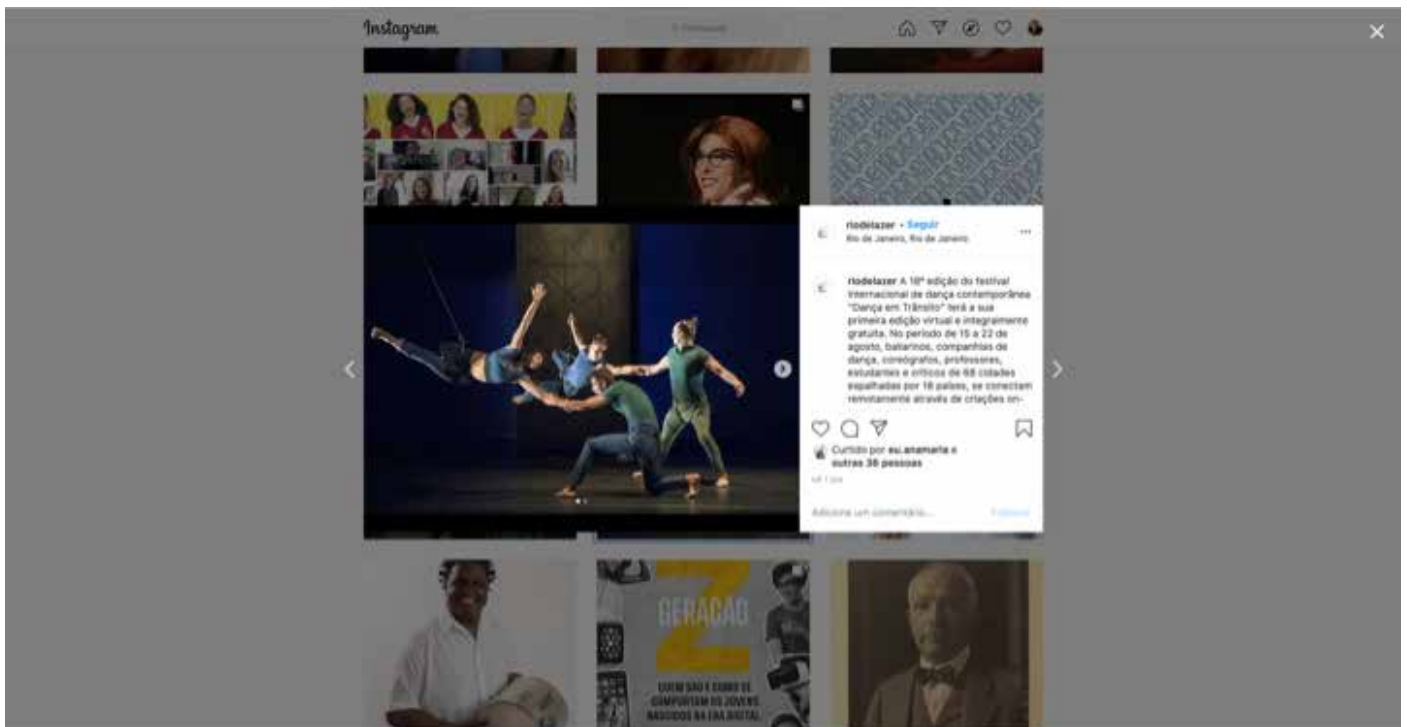 Instagram
riodelazer • Seguir
Rio de Janeiro, Rio de Janeiro
riodelazer A 18ª edição do festival
internacional de dança contemporânea
"Dança em Trânsito" terá a sua
primeira edição virtual e integralmente
gratuita. No período de 15 a 22 de
agosto, bailarinos, companhias de
dança, coreógrafos, professores,
estudantes e críticos de 68 cidades
espalhadas por 18 países, se conectam
remotamente através de criações on-
Curtido por eu.anamaria e
outras 36 pessoas
Adicione um comentário...
GERAÇÃO
Z
QUEM SÃO E COMO SE
COMPORTAM OS JOVENS
NASCIDOS NA ERA DIGITAL